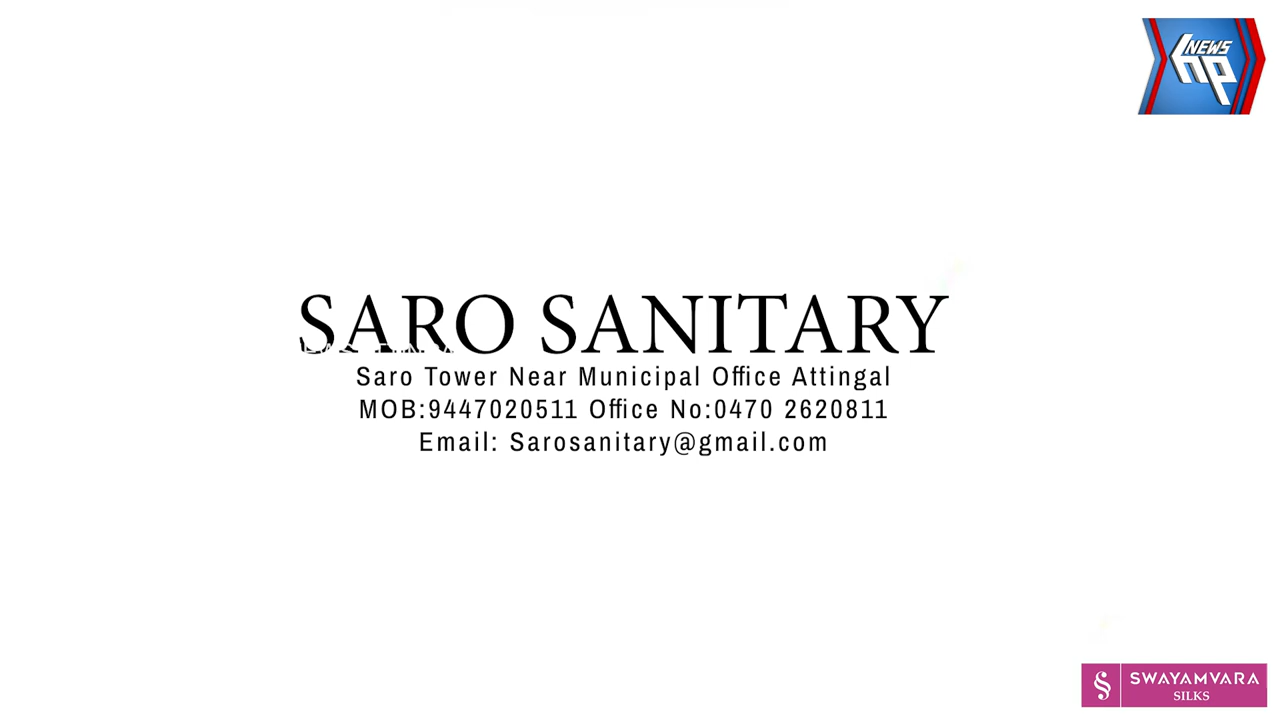 NEWS
hp
SARO SANITARY
Saro Tower Near Municipal Office Attingal
MOB:9447020511 Office No:0470 2620811
Email: Sarosanitary@gmail.com
SWAYAMVARA
SILKS